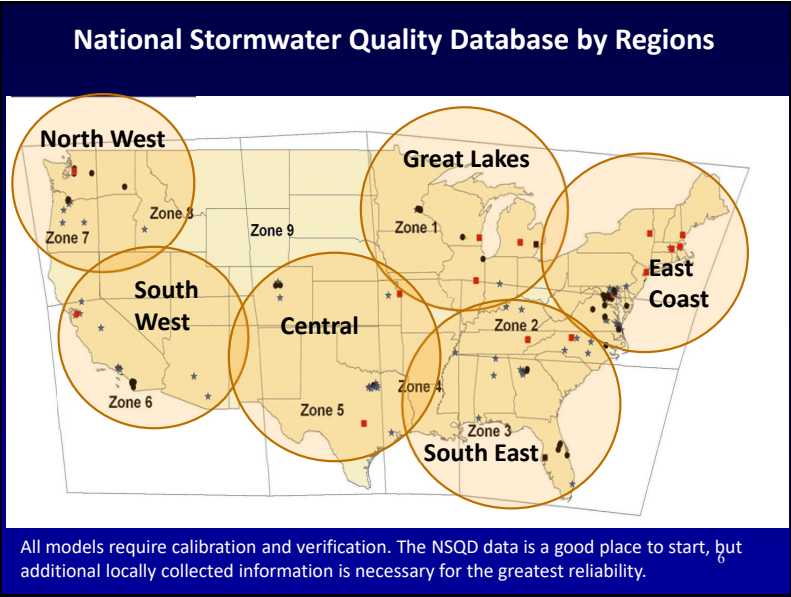 National Stormwater Quality Database by Regions
North West
Great Lakes
Zone 8
Zone 1
Zone 9
Zone 7
East
Coast
South
West
Central
Zone 2
Zone 4
Zone 6
Zone 5
Zone 3
South East
All models require calibration and verification. The NSQD data is a good place to start, but
6
additional locally collected information is necessary for the greatest reliability.